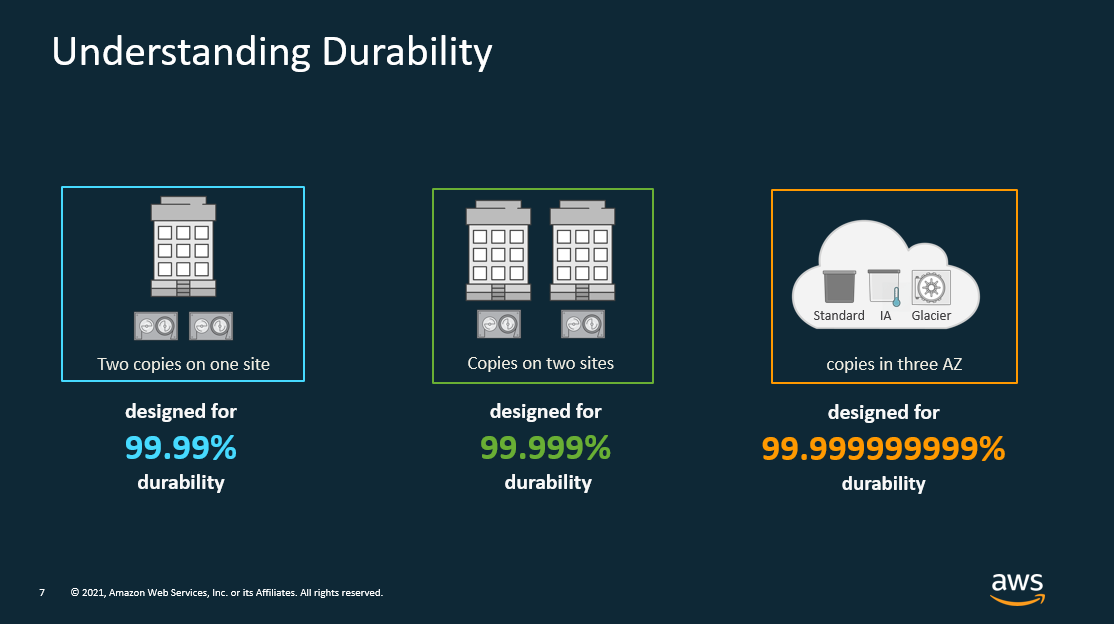 Understanding Durability
Two copies on one site
designed for
99.99%
durability
Copies on two sites
designed for
99.999%
durability
Standard IA Glacier
copies in three AZ
designed for
99.999999999%
durability
7 © 2021, Amazon Web Services, Inc. or its Affiliates. All rights reserved.
aws